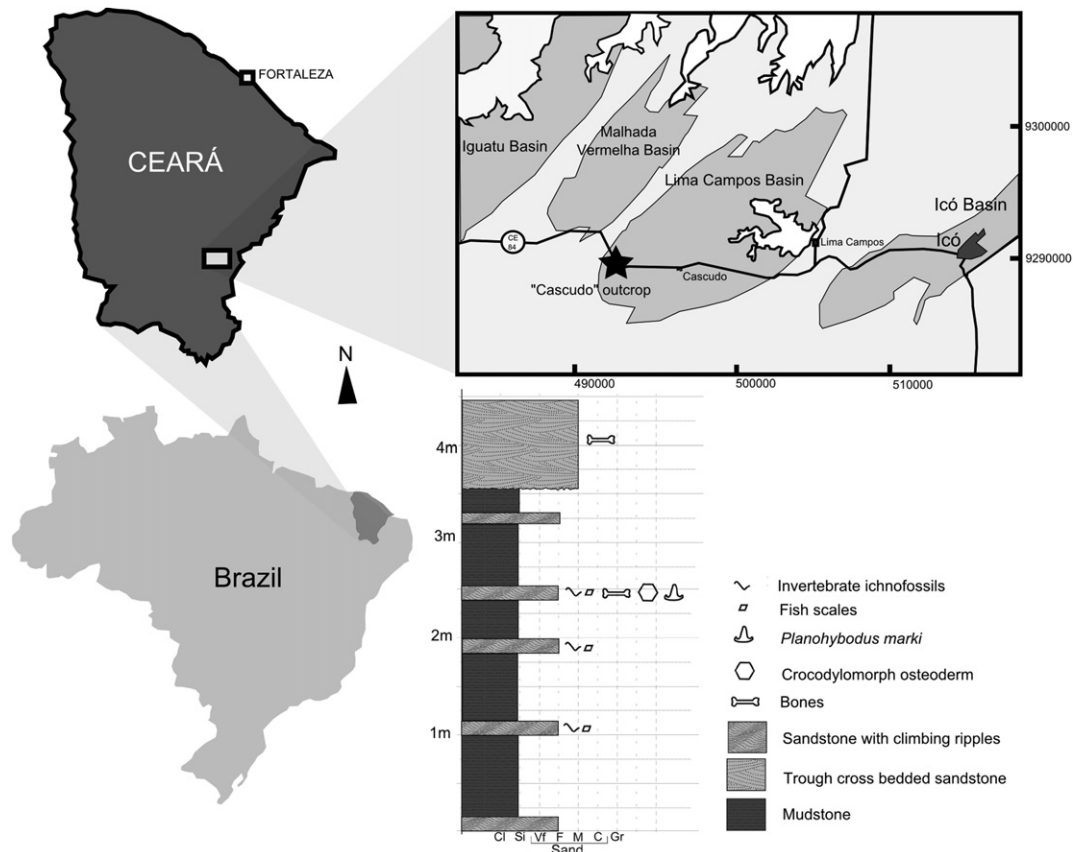 FORTALEZA
CEARÁ
Iguatu Basin
Malhada
Vermelha Basin
Lima Campos Basin
Icó Basin
Icó
CE
84
Lima Campos
Cascudo
"Cascudo" outcrop
9300000
9290000
490000
500000
510000
N
Brazil
4m
3m
2m
1m
Cl Si Vf F M C Gr
Sand
Invertebrate ichnofossils
Fish scales
Planohybodus marki
Crocodylomorph osteoderm
Bones
Sandstone with climbing ripples
Trough cross bedded sandstone
Mudstone